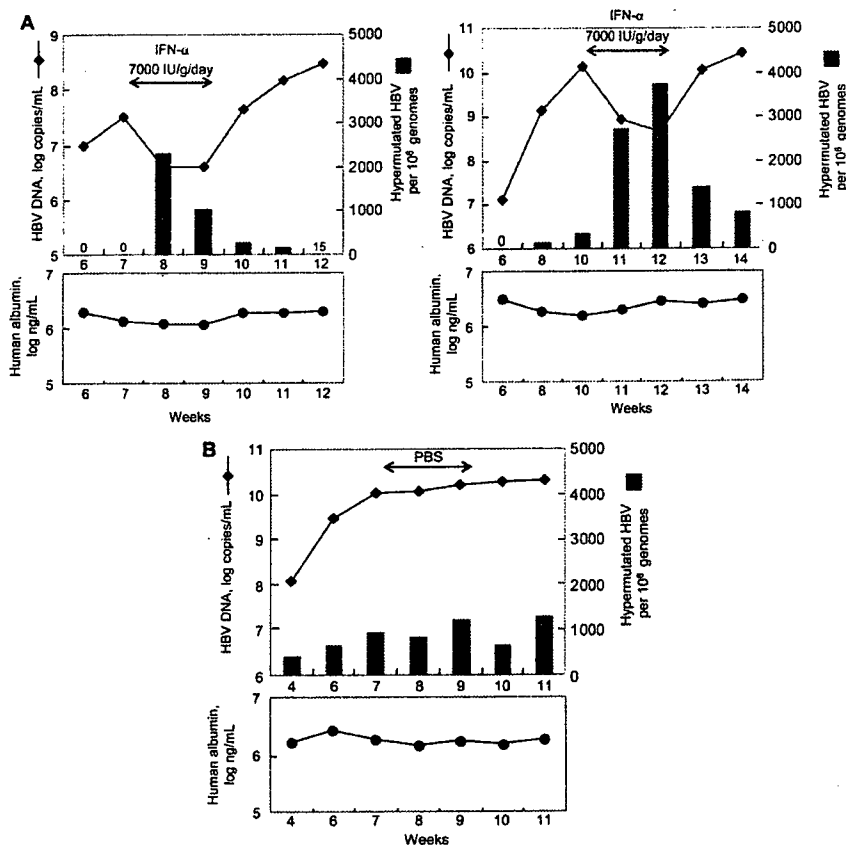 A
IFN-α
7000 IU/g/day
HBV DNA, log copies/mL
9
8
7
6
5
5000
4000
3000
2000
1000
0
Hypermutated HBV
per 10⁶ genomes
0 0 15
6 7 8 9 10 11 12
Human albumin,
log ng/mL
7
6
5
6 7 8 9 10 11 12
Weeks
IFN-α
7000 IU/g/day
HBV DNA, log copies/mL
11
10
9
8
7
6
5000
4000
3000
2000
1000
0
Hypermutated HBV
per 10⁶ genomes
0
6 8 10 11 12 13 14
Human albumin,
log ng/mL
7
6
5
6 8 10 11 12 13 14
Weeks
B
PBS
HBV DNA, log copies/mL
11
10
9
8
7
6
5000
4000
3000
2000
1000
0
Hypermutated HBV
per 10⁶ genomes
4 6 7 8 9 10 11
Human albumin,
log ng/mL
7
6
5
4 6 7 8 9 10 11
Weeks